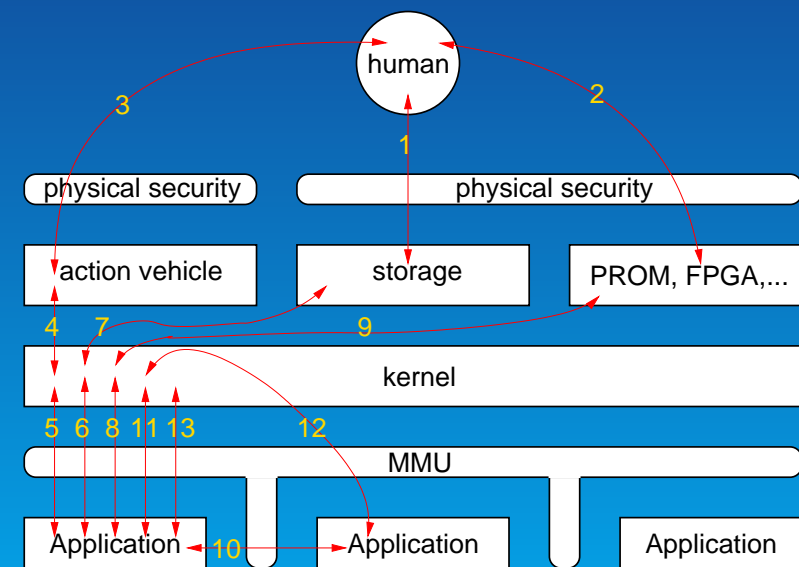 human
3
2
1
physical security
physical security
action vehicle
storage
PROM, FPGA,...
4
7
9
kernel
5
6
8
11
13
12
MMU
Application
10
Application
Application